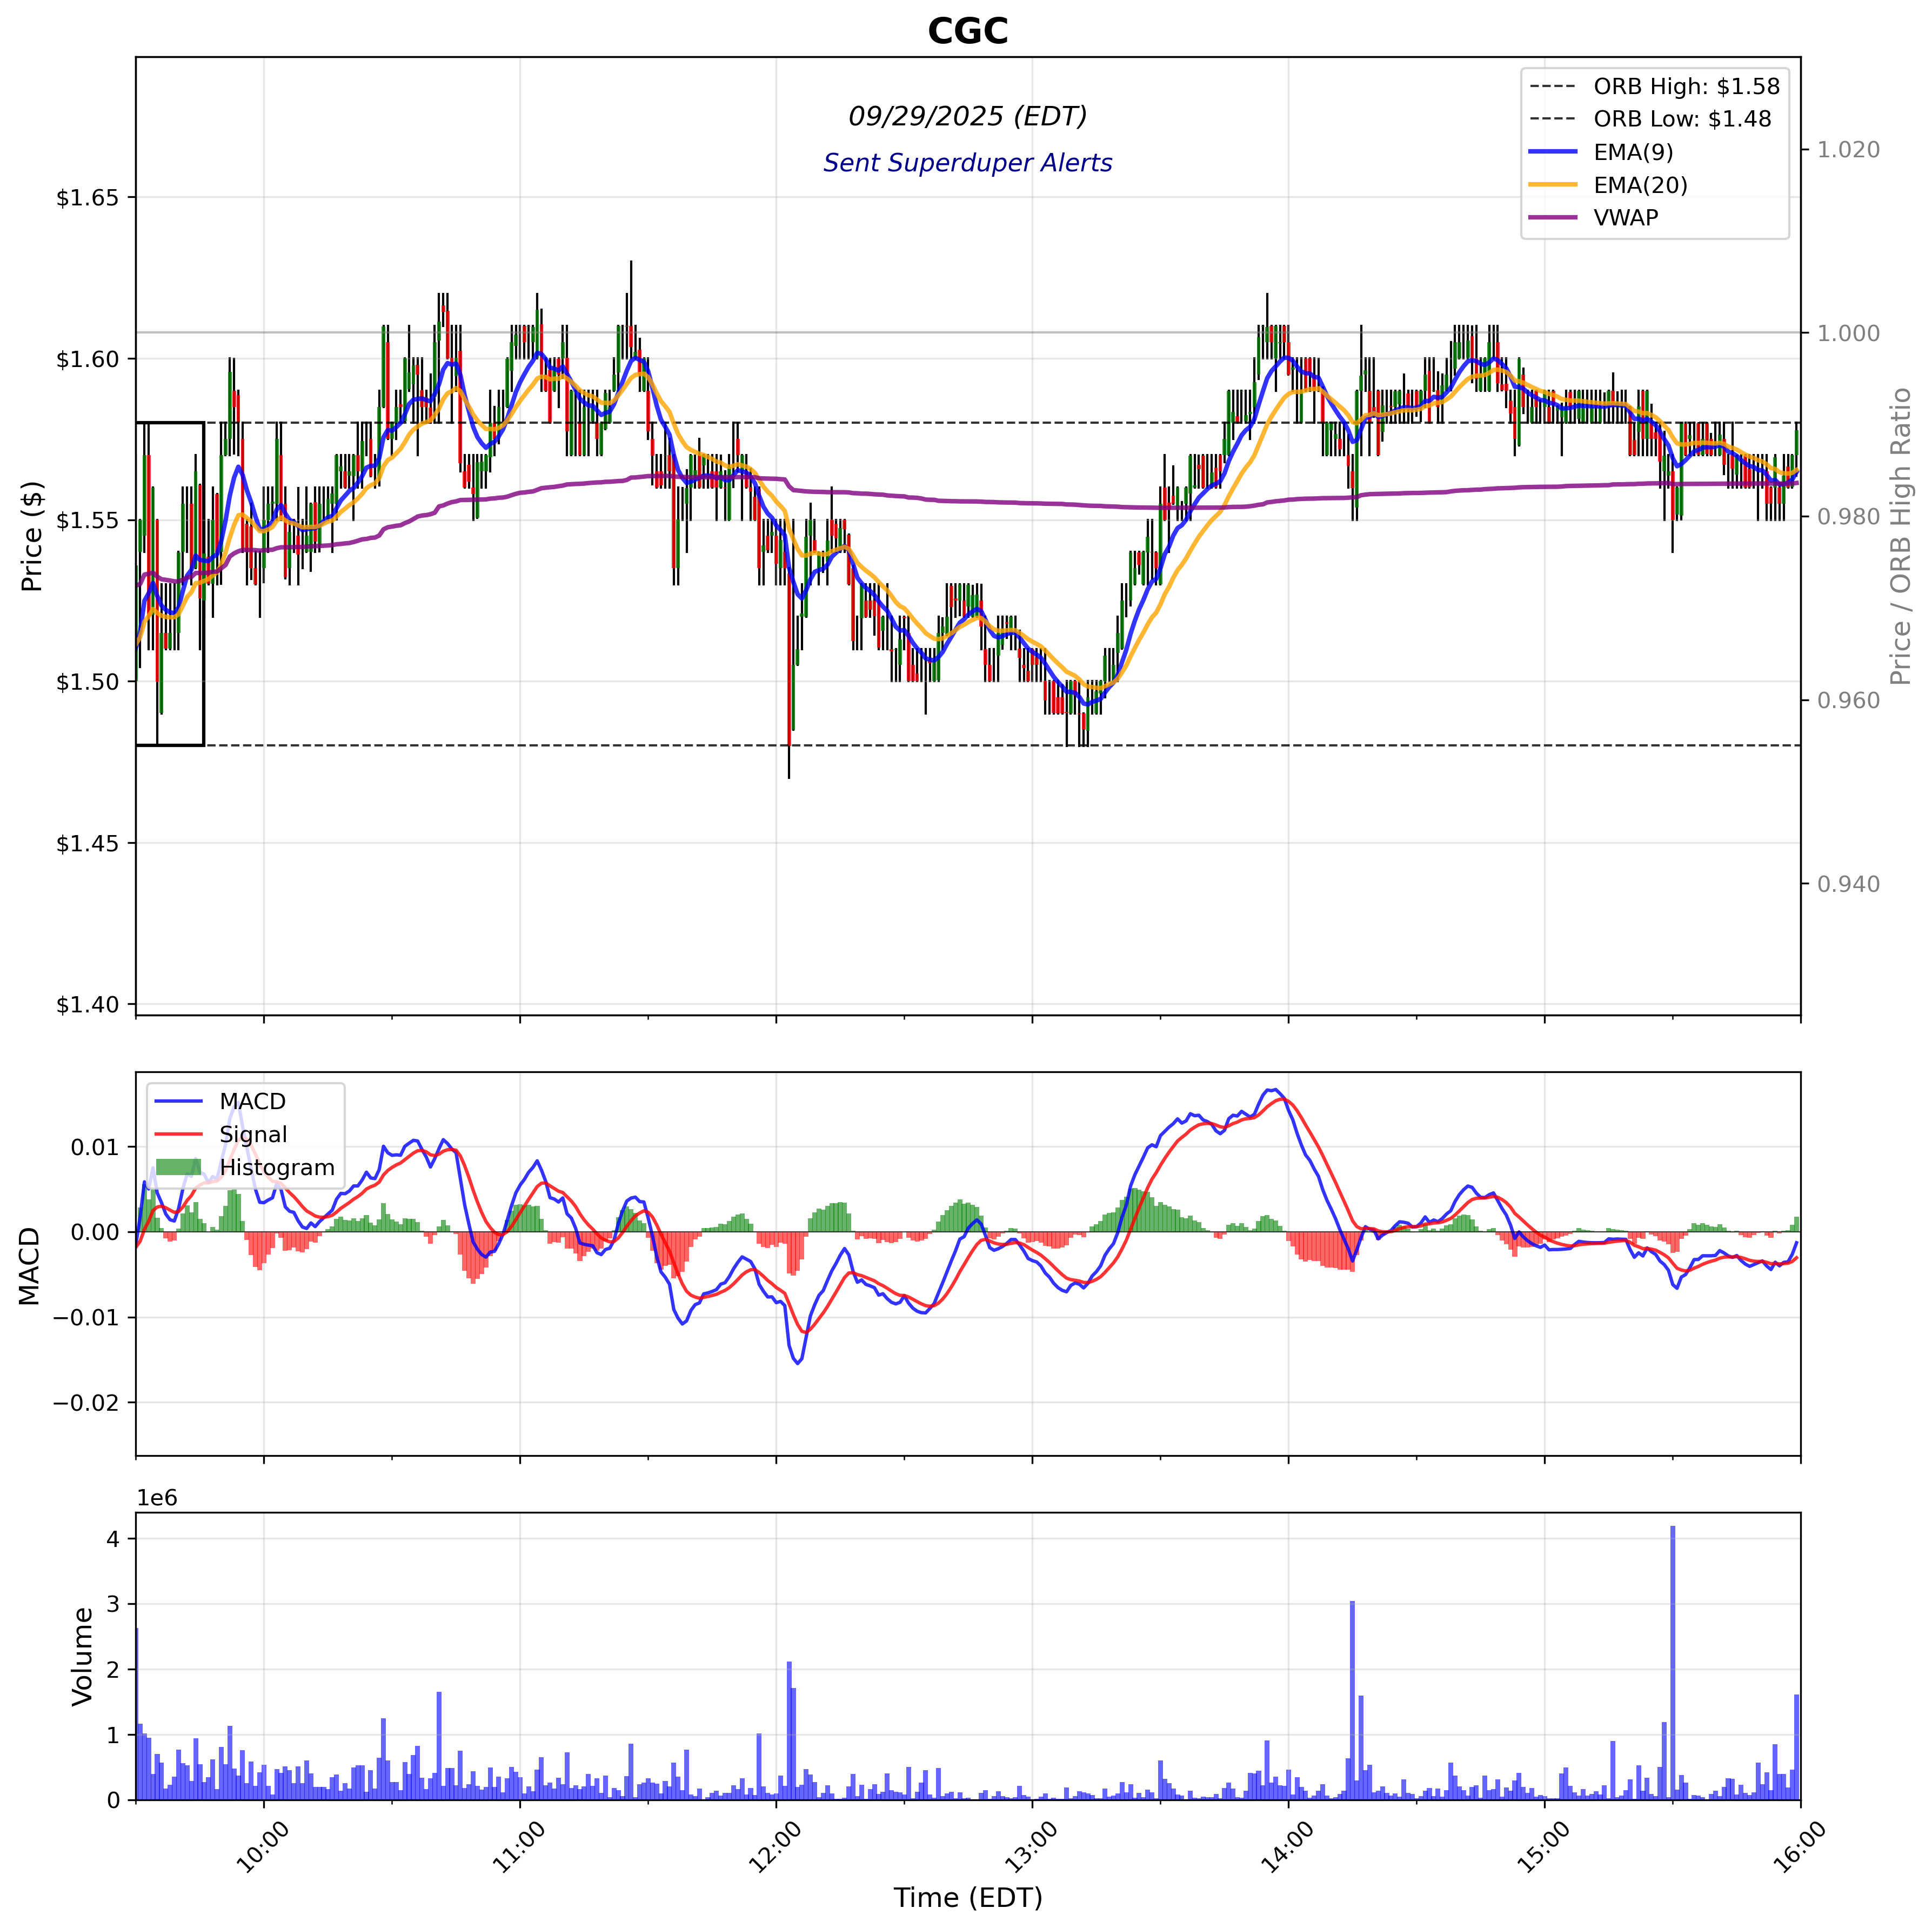 CGC
09/29/2025 (EDT)
Sent Superduper Alerts
ORB High: $1.58
ORB Low: $1.48
EMA(9)
EMA(20)
VWAP
Price ($)
$1.65
$1.60
$1.55
$1.50
$1.45
$1.40
Price / ORB High Ratio
1.020
1.000
0.980
0.960
0.940
MACD
Signal
Histogram
MACD
0.01
0.00
−0.01
−0.02
1e6
Volume
4
3
2
1
0
10:00
11:00
12:00
13:00
14:00
15:00
16:00
Time (EDT)